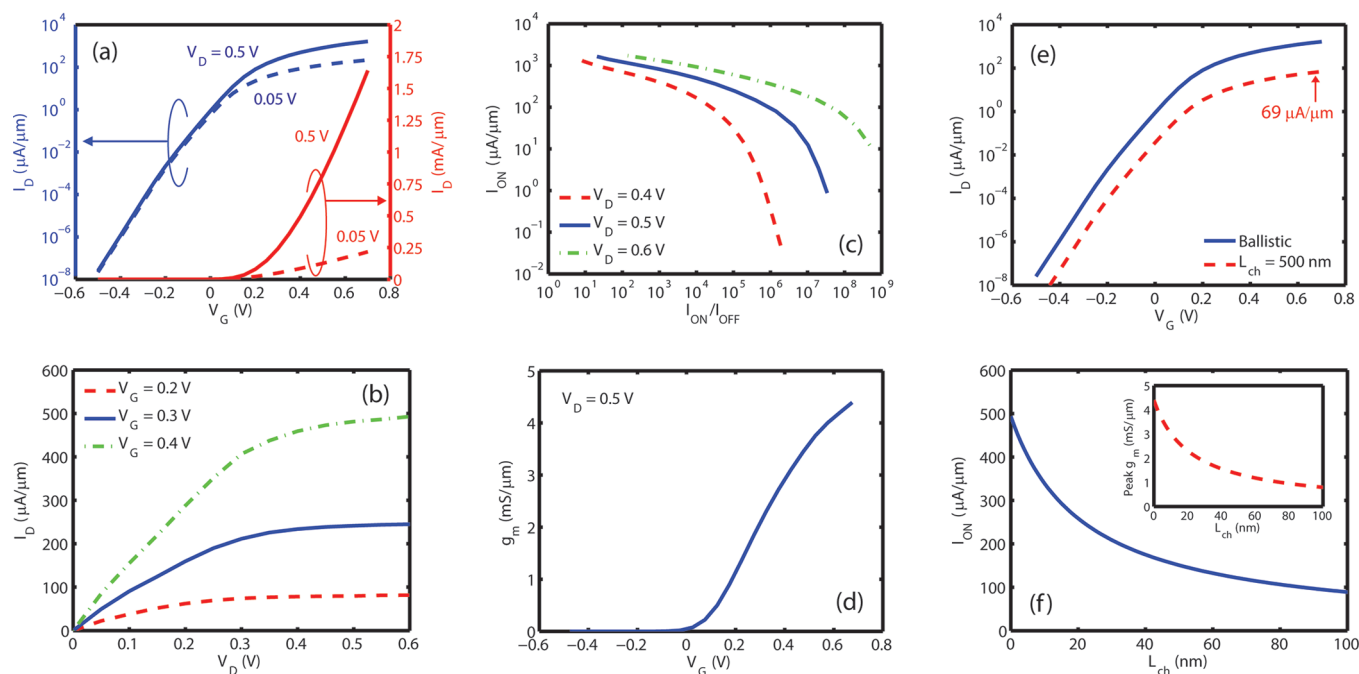 (a)
V_D = 0.5 V
0.05 V
0.5 V
0.05 V
10^4
10^2
10^0
10^−2
10^−4
10^−6
10^−8
I_D (μA/μm)
2
1.75
1.5
1.25
1
0.75
0.5
0.25
0
I_D (mA/μm)
−0.6 −0.4 −0.2 0 0.2 0.4 0.6 0.8
V_G (V)
10^4
10^3
10^2
10^1
10^0
10^−1
10^−2
I_ON (μA/μm)
V_D = 0.4 V
V_D = 0.5 V
V_D = 0.6 V
(c)
10^0 10^1 10^2 10^3 10^4 10^5 10^6 10^7 10^8 10^9
I_ON/I_OFF
(e)
10^4
10^2
10^0
10^−2
10^−4
10^−6
10^−8
I_D (μA/μm)
69 μA/μm
Ballistic
L_ch = 500 nm
−0.6 −0.4 −0.2 0 0.2 0.4 0.6 0.8
V_G (V)
600
500
400
300
200
100
0
I_D (μA/μm)
V_G = 0.2 V
V_G = 0.3 V
V_G = 0.4 V
(b)
0 0.1 0.2 0.3 0.4 0.5 0.6
V_D (V)
5
4
3
2
1
0
g_m (mS/μm)
V_D = 0.5 V
(d)
−0.6 −0.4 −0.2 0 0.2 0.4 0.6 0.8
V_G (V)
600
500
400
300
200
100
0
I_ON (μA/μm)
5
4
3
2
1
0
Peak g_m (mS/μm)
0 20 40 60 80 100
L_ch (nm)
(f)
0 20 40 60 80 100
L_ch (nm)